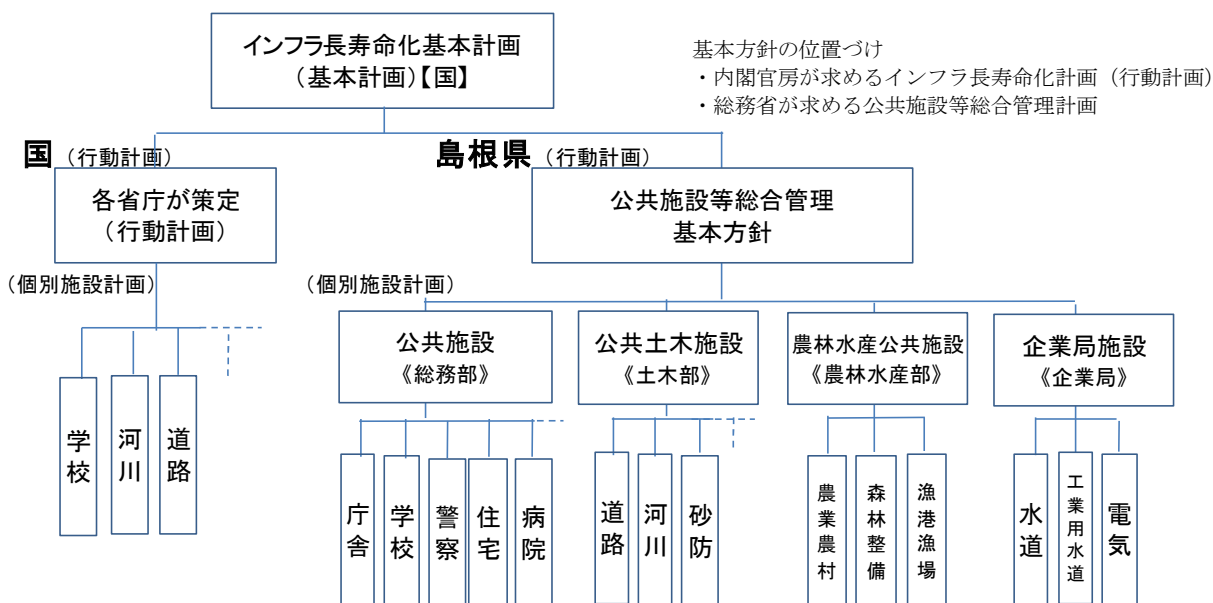 インフラ長寿命化基本計画
（基本計画）【国】
基本方針の位置づけ
・内閣官房が求めるインフラ長寿命化計画（行動計画）
・総務省が求める公共施設等総合管理計画
国（行動計画）
島根県（行動計画）
各省庁が策定
（行動計画）
公共施設等総合管理
基本方針
（個別施設計画）
（個別施設計画）
公共施設
《総務部》
公共土木施設
《土木部》
農林水産公共施設
《農林水産部》
企業局施設
《企業局》
学校
河川
道路
庁舎
学校
警察
住宅
病院
道路
河川
砂防
農業農村
森林整備
漁港漁場
水道
工業用水道
電気